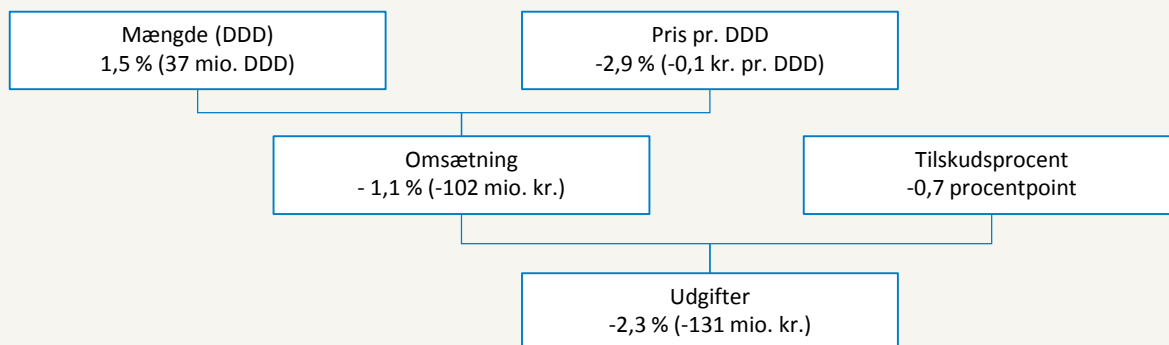 Mængde (DDD)
1,5 % (37 mio. DDD)
Pris pr. DDD
-2,9 % (-0,1 kr. pr. DDD)
Omsætning
- 1,1 % (-102 mio. kr.)
Tilskudsprocent
-0,7 procentpoint
Udgifter
-2,3 % (-131 mio. kr.)